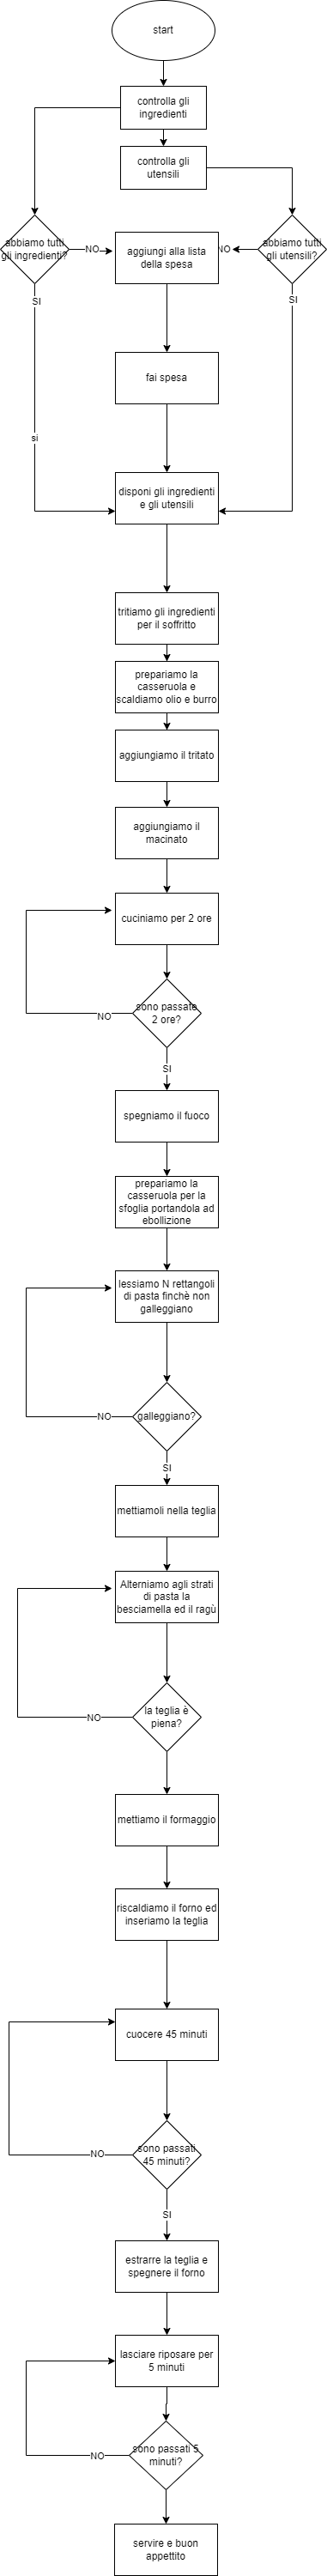 start
controlla gli
ingredienti
controlla gli
utensili
abbiamo tutti
gli ingredienti?
NO
aggiungi alla lista
della spesa
NO
abbiamo tutti
gli utensili?
SI
SI
fai spesa
si
disponi gli ingredienti
e gli utensili
tritiamo gli ingredienti
per il soffritto
prepariamo la
casseruola e
scaldiamo olio e burro
aggiungiamo il tritato
aggiungiamo il
macinato
cuciniamo per 2 ore
sono passate
2 ore?
NO
SI
spegniamo il fuoco
prepariamo la
casseruola per la
sfoglia portandola ad
ebollizione
lessiamo N rettangoli
di pasta finchè non
galleggiano
NO
galleggiano?
SI
mettiamoli nella teglia
Alterniamo agli strati
di pasta la
besciamella ed il ragù
la teglia è
piena?
NO
mettiamo il formaggio
riscaldiamo il forno ed
inseriamo la teglia
cuocere 45 minuti
sono passati
45 minuti?
NO
SI
estrarre la teglia e
spegnere il forno
lasciare riposare per
5 minuti
sono passati 5
minuti?
NO
servire e buon
appetito